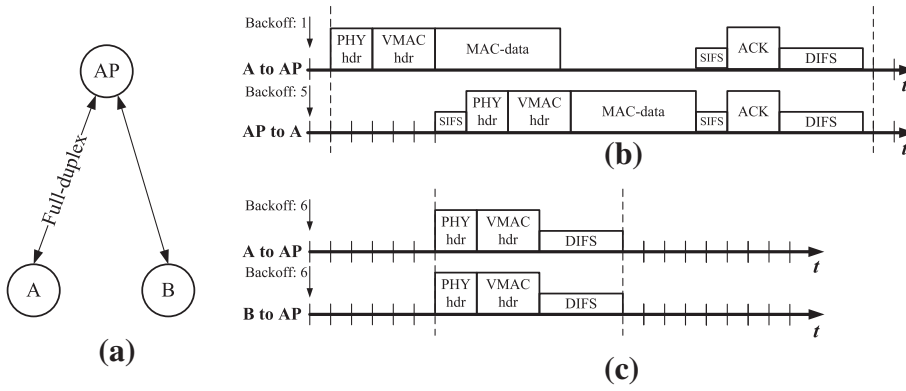 AP
Full-duplex
A
B
(a)
Backoff: 1
PHY hdr
VMAC hdr
MAC-data
SIFS
ACK
DIFS
A to AP
t
Backoff: 5
SIFS
PHY hdr
VMAC hdr
MAC-data
SIFS
ACK
DIFS
AP to A
t
(b)
Backoff: 6
PHY hdr
VMAC hdr
DIFS
A to AP
t
Backoff: 6
PHY hdr
VMAC hdr
DIFS
B to AP
t
(c)